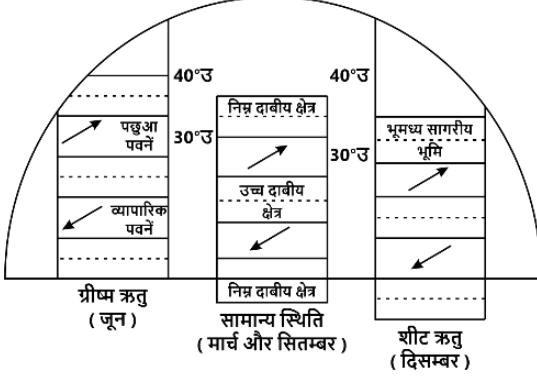 40°उ
पछुआ
पवनें
30°उ
व्यापारिक
पवनें
ग्रीष्म ऋतु
( जून )
निम्न दाबीय क्षेत्र
उच्च दाबीय
क्षेत्र
निम्न दाबीय क्षेत्र
सामान्य स्थिति
( मार्च और सितम्बर )
40°उ
30°उ
भूमध्य सागरीय
भूमि
शीट ऋतु
( दिसम्बर )